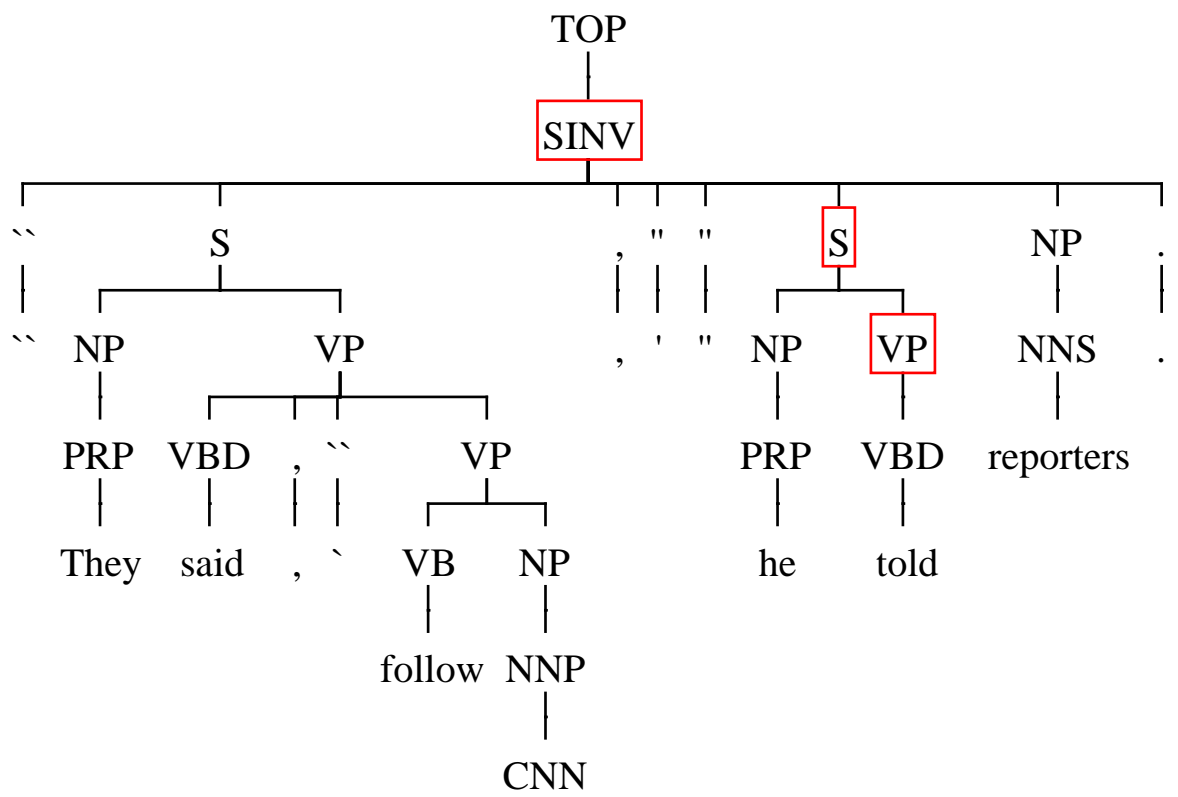 TOP
SINV
`` S , " " S NP .
`` NP VP , ' " NP VP NNS .
PRP VBD , `` VP PRP VBD reporters
They said , ` VB NP he told
follow NNP
CNN